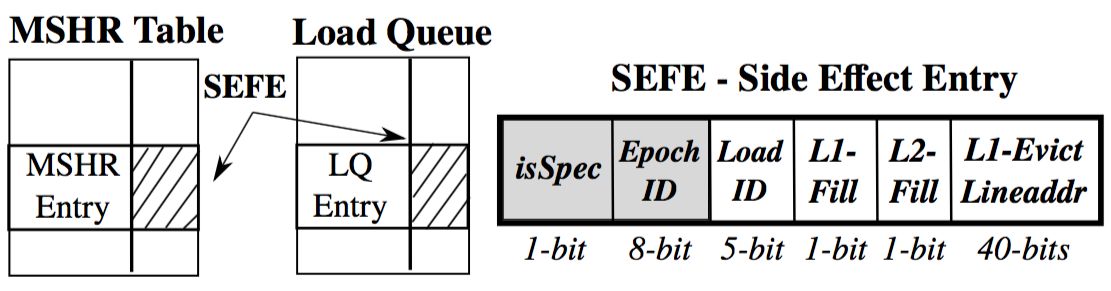 MSHR Table
Load Queue
SEFE
SEFE - Side Effect Entry
MSHR
Entry
LQ
Entry
isSpec
Epoch
ID
Load
ID
L1-
Fill
L2-
Fill
L1-Evict
Lineaddr
1-bit 8-bit 5-bit 1-bit 1-bit 40-bits